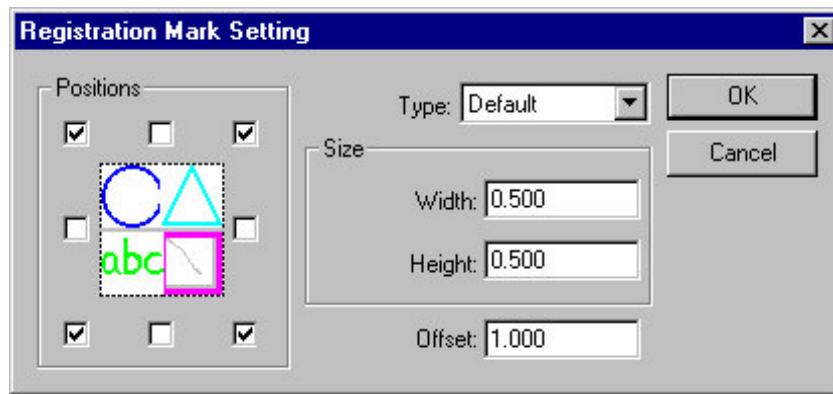 Registration Mark Setting
Positions
Type: Default
OK
Cancel
Size
Width: 0.500
Height: 0.500
Offset: 1.000
abc